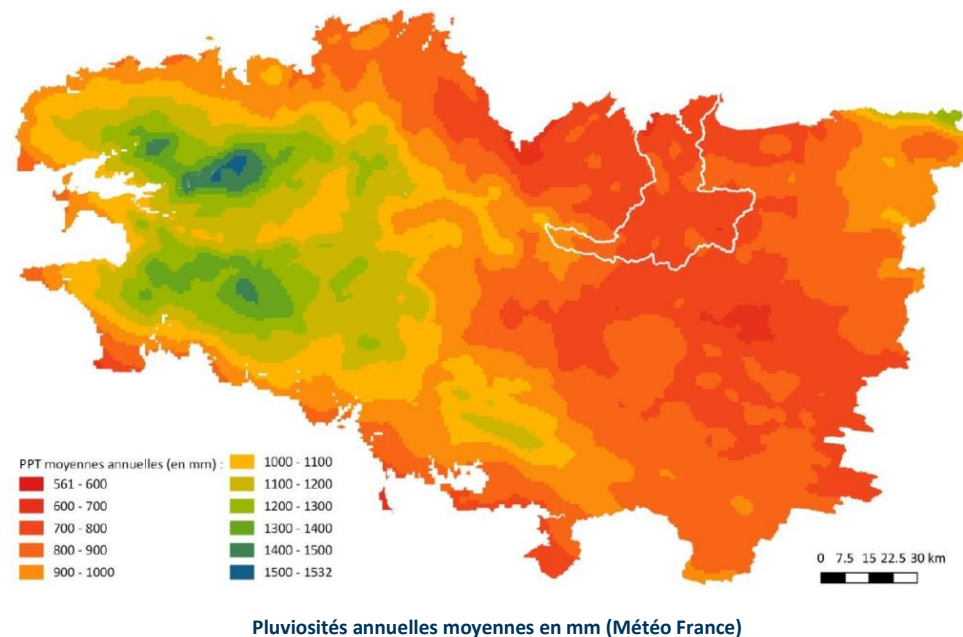 PPT moyennes annuelles (en mm) :
561 - 600
600 - 700
700 - 800
800 - 900
900 - 1000
1000 - 1100
1100 - 1200
1200 - 1300
1300 - 1400
1400 - 1500
1500 - 1532
0 7.5 15 22.5 30 km
Pluviosités annuelles moyennes en mm (Météo France)